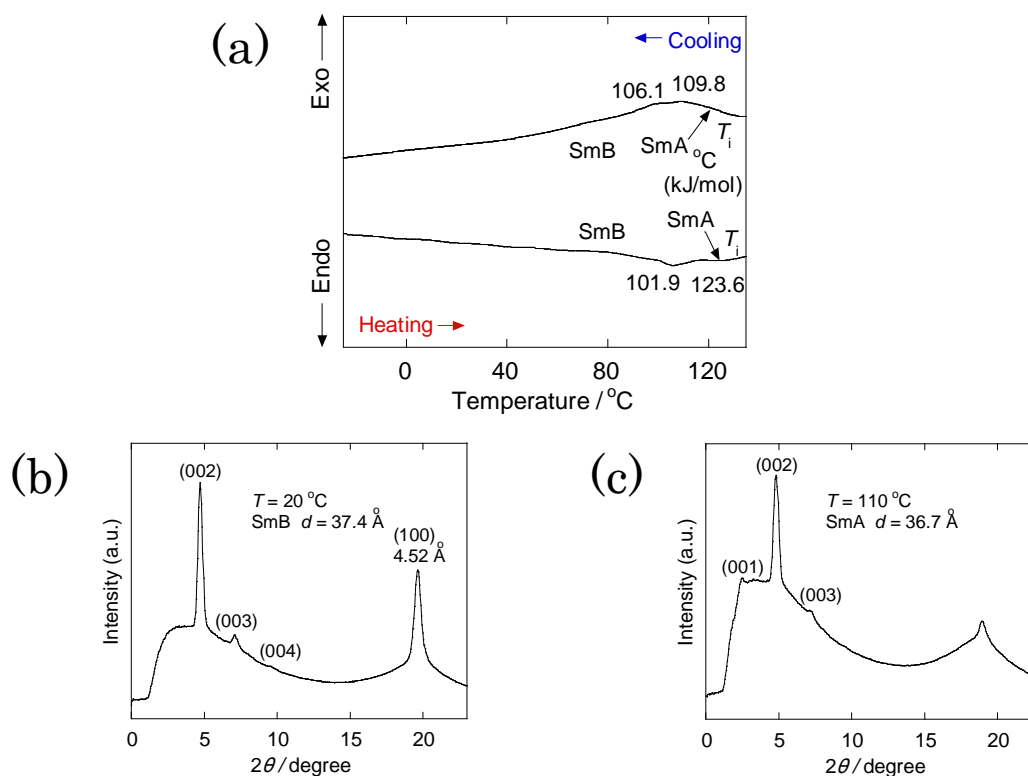 (a)
Exo
← Cooling
106.1 109.8
SmB
SmA
Ti
°C
(kJ/mol)
SmA
SmB
Ti
101.9 123.6
Endo
Heating →
0 40 80 120
Temperature / °C
(b)
(002)
T = 20 °C
SmB d = 37.4 Å
(100)
4.52 Å
(003)
(004)
Intensity (a.u.)
0 5 10 15 20
2θ / degree
(c)
(002)
T = 110 °C
SmA d = 36.7 Å
(001)
(003)
Intensity (a.u.)
0 5 10 15 20
2θ / degree